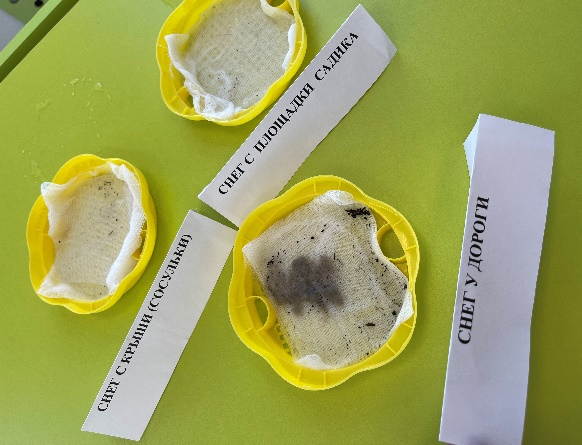 СНЕГ С ПЛОЩАДКИ САДИКА
СНЕГ С КРЫШИ (СОСУЛЬКИ)
СНЕГ У ДОРОГИ